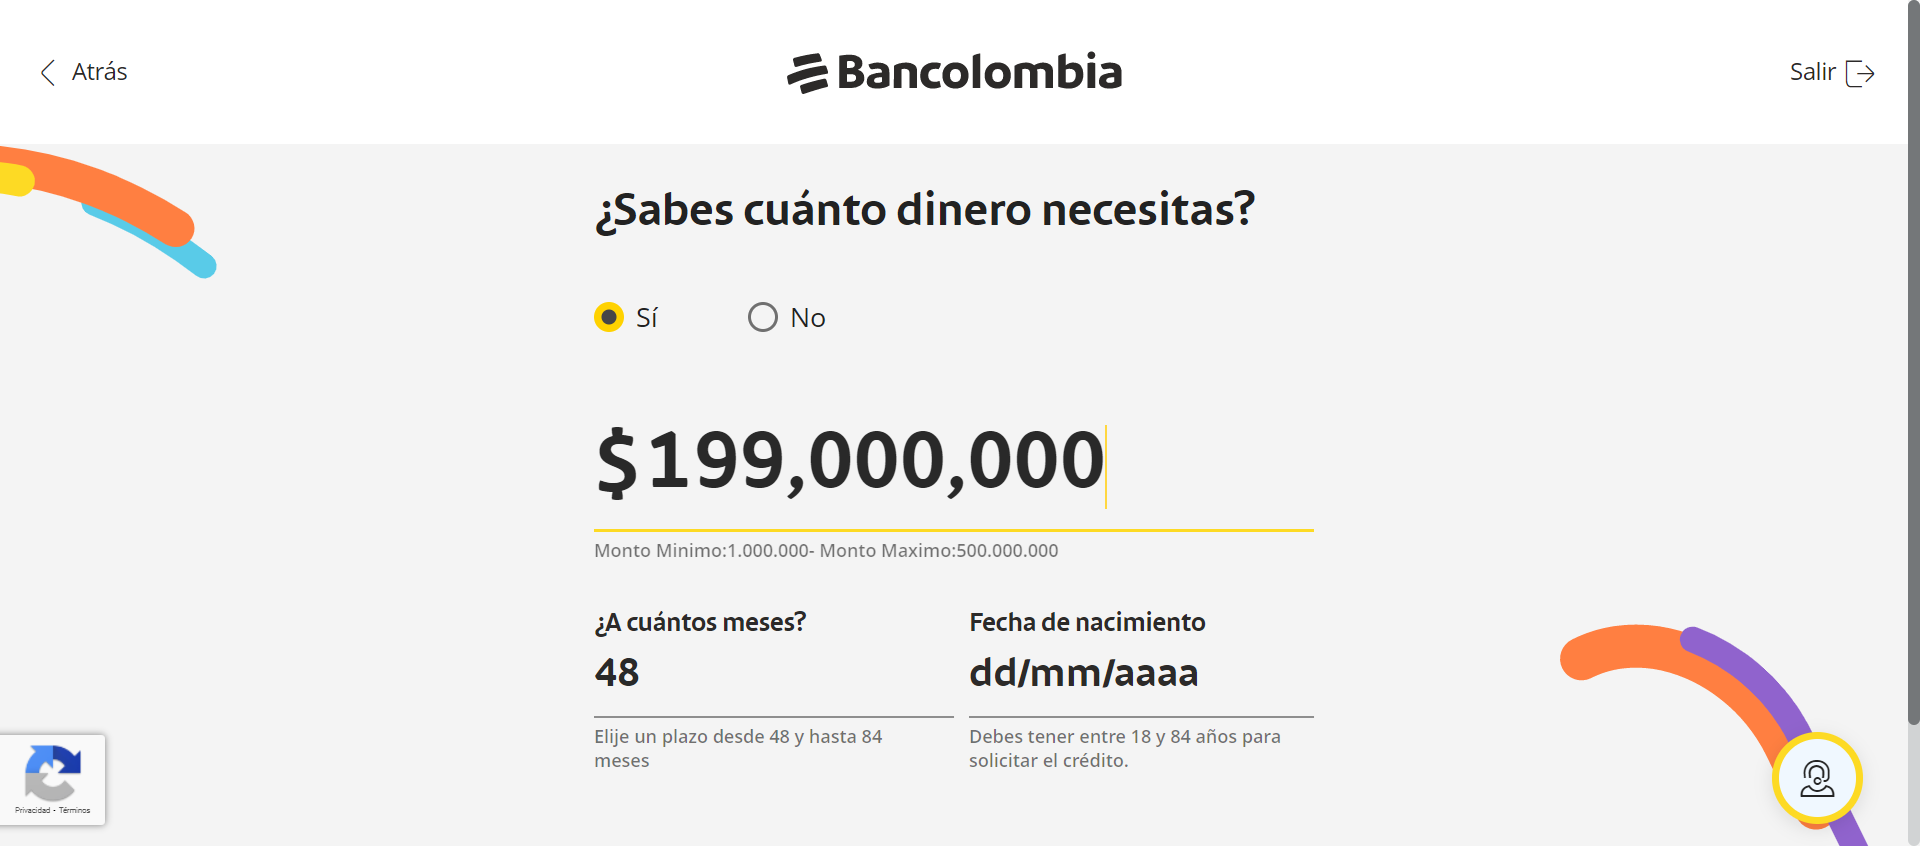 Atrás
Bancolombia
Salir
¿Sabes cuánto dinero necesitas?
Sí
No
$199,000,000
Monto Minimo:1.000.000- Monto Maximo:500.000.000
¿A cuántos meses?
48
Elije un plazo desde 48 y hasta 84
meses
Fecha de nacimiento
dd/mm/aaaa
Debes tener entre 18 y 84 años para
solicitar el crédito.
Privacidad - Términos